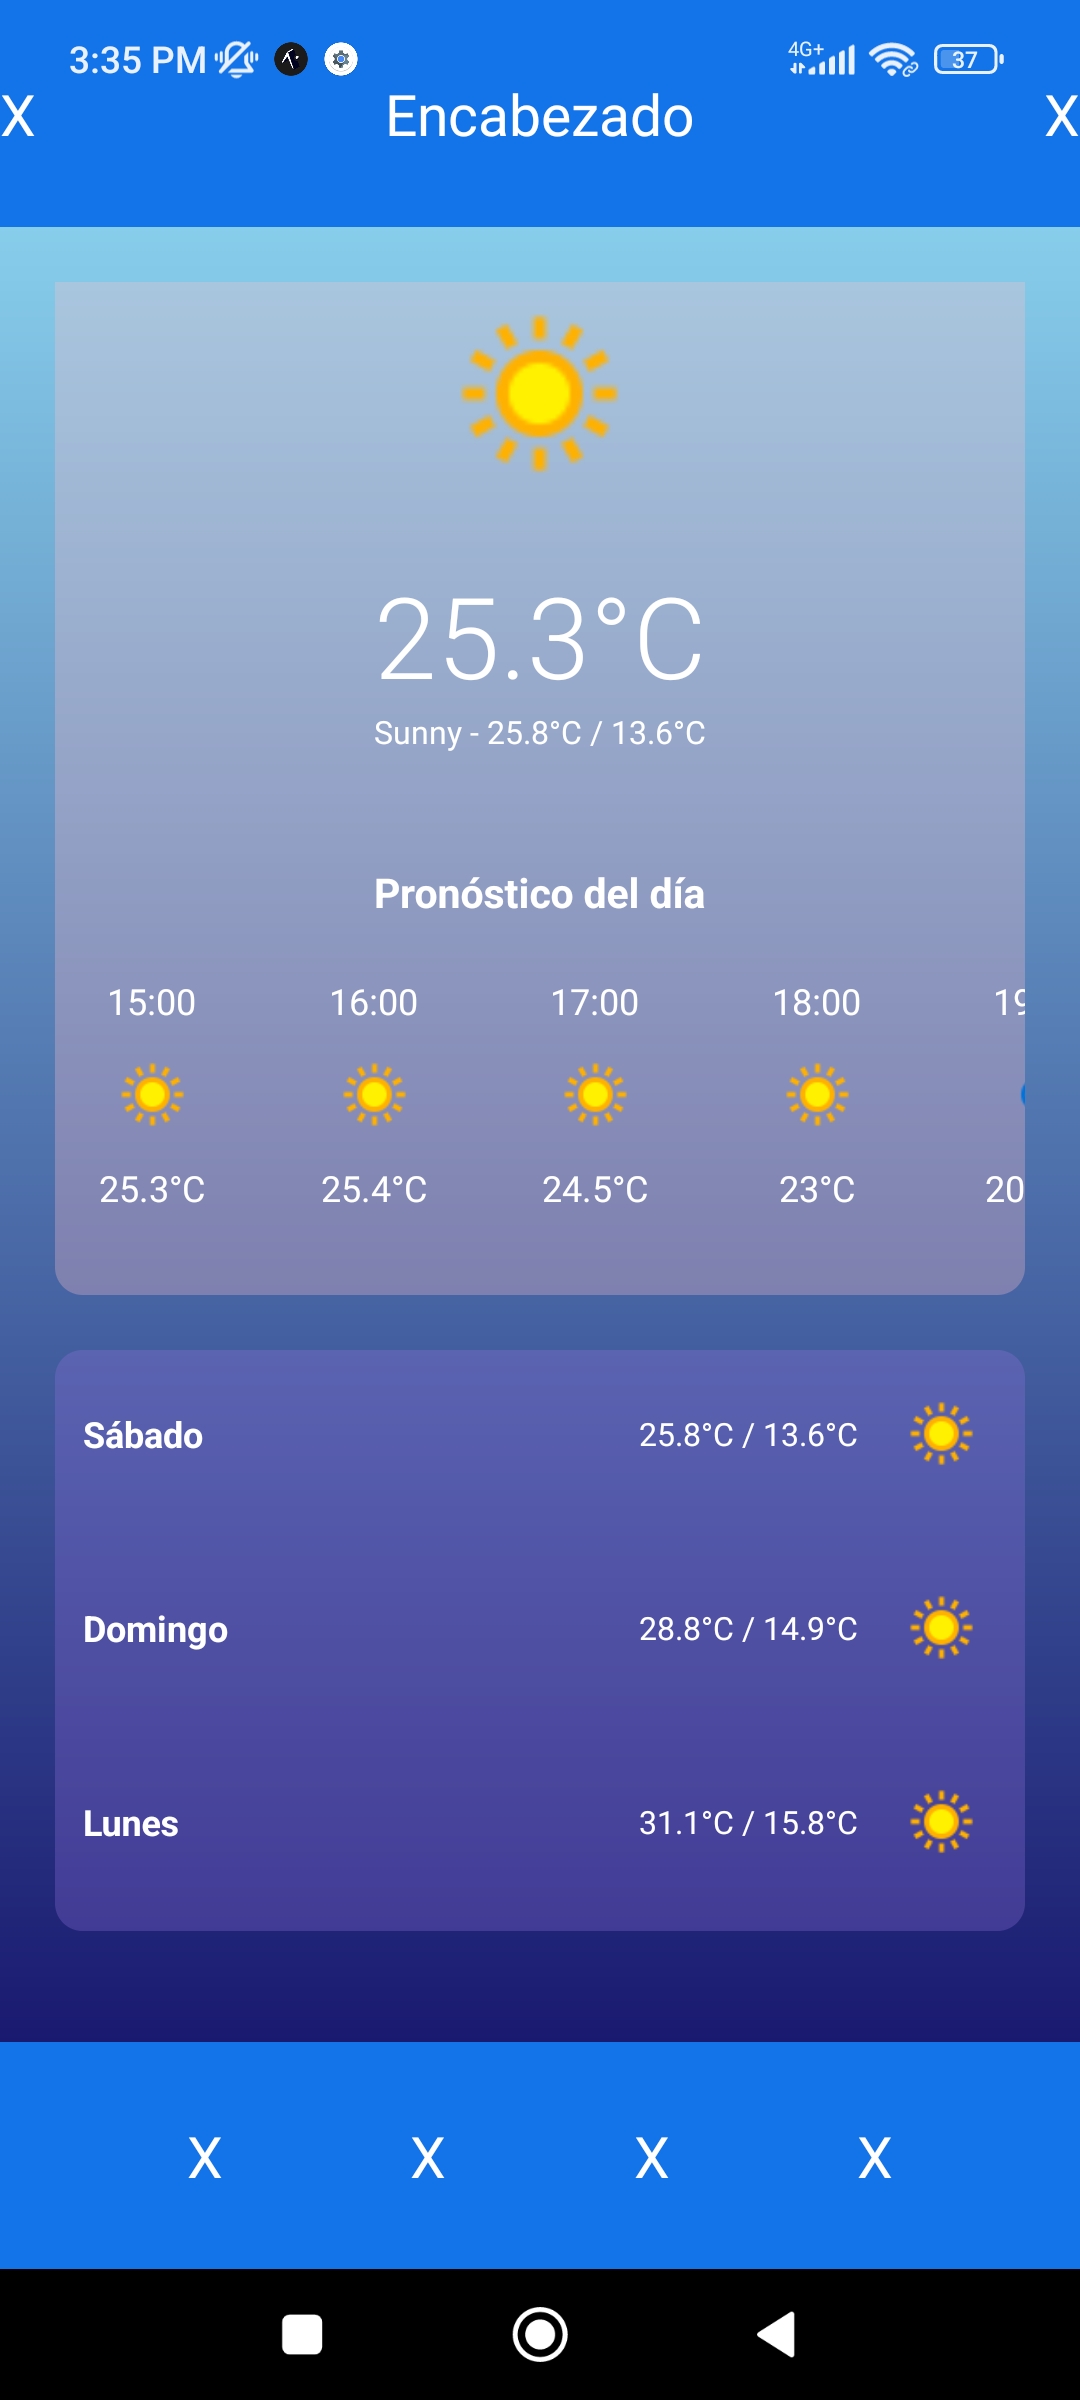 3:35 PM 4G+ 37
X Encabezado X
25.3°C
Sunny - 25.8°C / 13.6°C
Pronóstico del día
15:00 16:00 17:00 18:00 19
25.3°C 25.4°C 24.5°C 23°C 20
Sábado 25.8°C / 13.6°C
Domingo 28.8°C / 14.9°C
Lunes 31.1°C / 15.8°C
X X X X